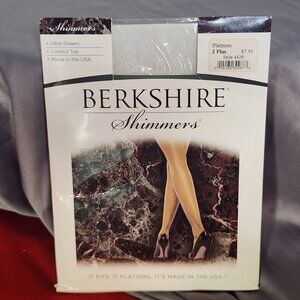 Shimmers
• Ultra Sheers
• Control Top
• Made in the USA
Platinum
2 Plus $7.95
Style 4429
BERKSHIRE
Shimmers®
IT FITS. IT FLATTERS. IT'S MADE IN THE USA.™